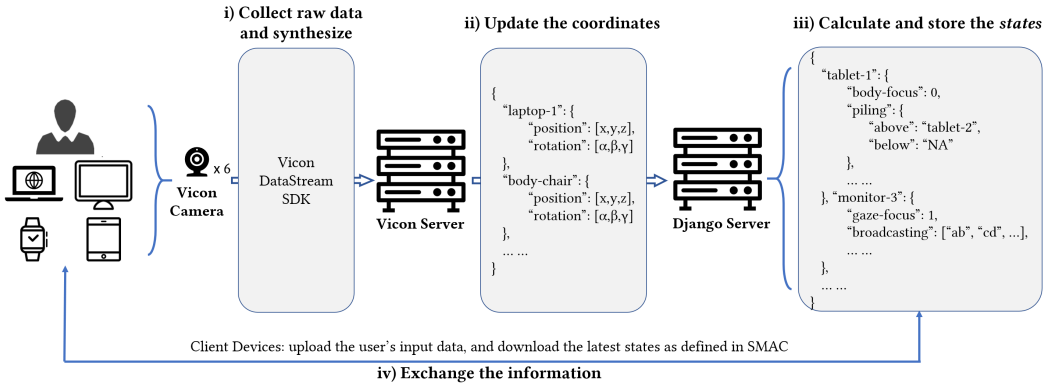 i) Collect raw data
and synthesize
ii) Update the coordinates
iii) Calculate and store the states
x 6
Vicon
Camera
Vicon
DataStream
SDK
Vicon Server
{
“laptop-1”: {
“position”: [x,y,z],
“rotation”: [α,β,γ]
},
“body-chair”: {
“position”: [x,y,z],
“rotation”: [α,β,γ]
},
... ...
}
Django Server
{
“tablet-1”: {
“body-focus”: 0,
“piling”: {
“above”: “tablet-2”,
“below”: “NA”
},
... ...
}, “monitor-3”: {
“gaze-focus”: 1,
“broadcasting”: [“ab”, “cd”, ...],
... ...
},
... ...
}
Client Devices: upload the user’s input data, and download the latest states as defined in SMAC
iv) Exchange the information